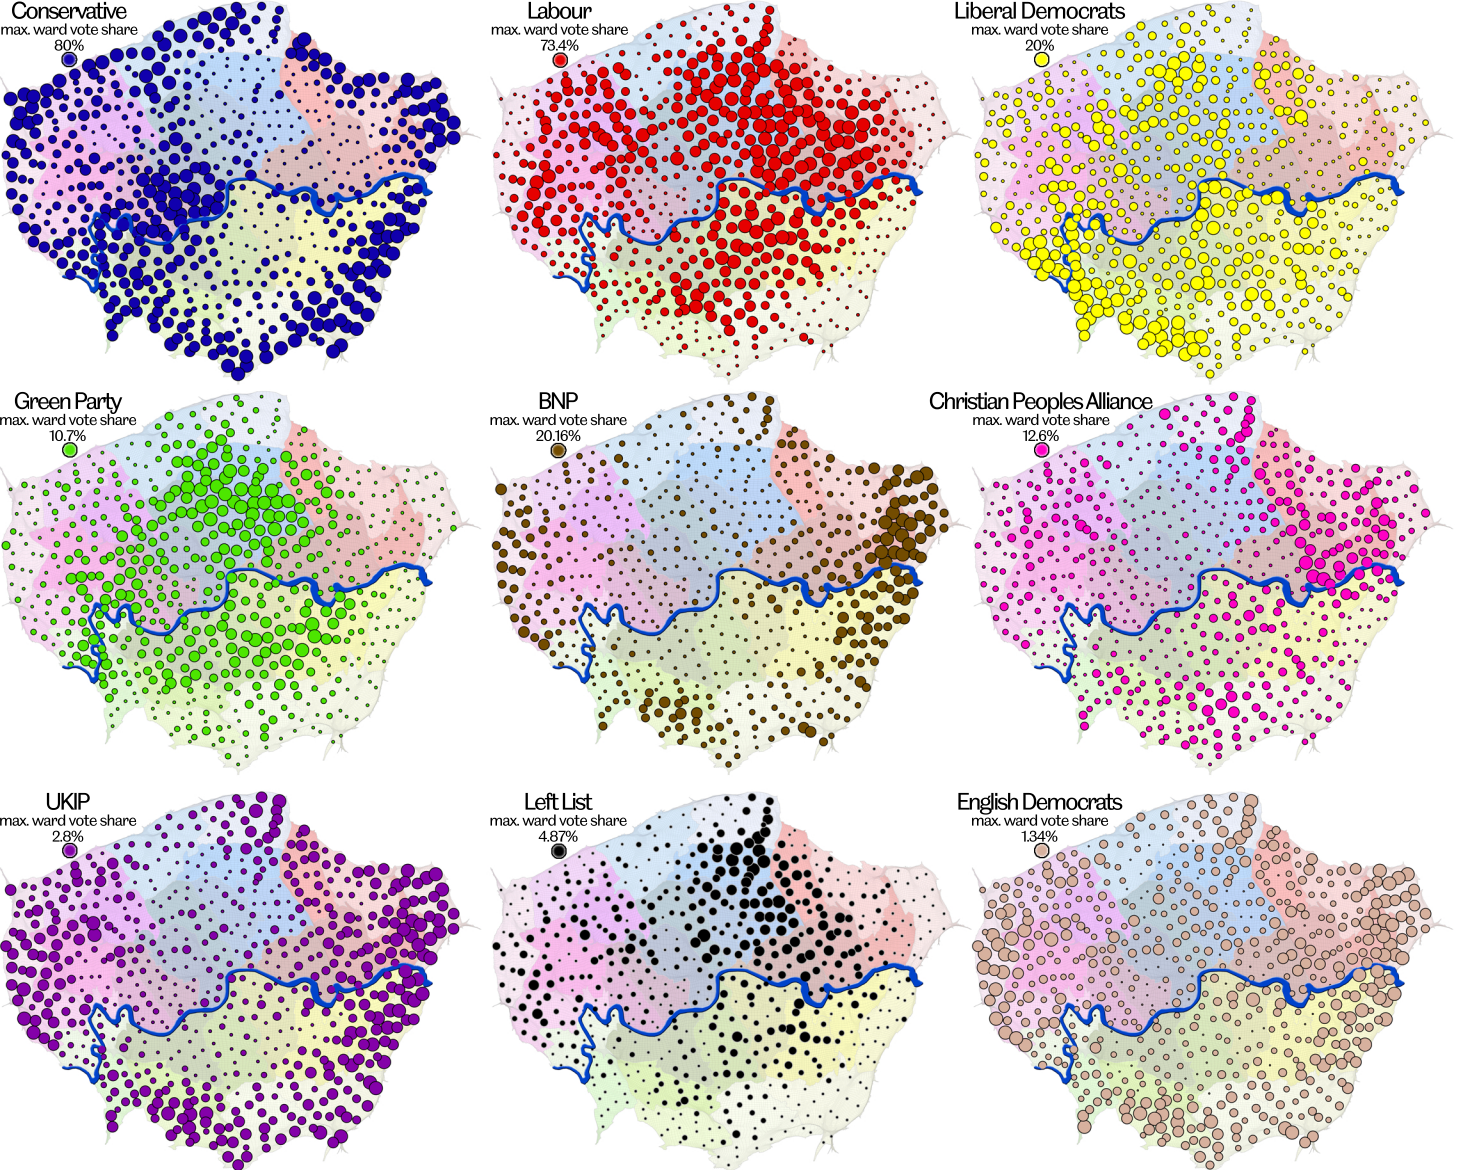 Conservative
max. ward vote share
80%
Labour
max. ward vote share
73.4%
Liberal Democrats
max. ward vote share
20%
Green Party
max. ward vote share
10.7%
BNP
max. ward vote share
20.16%
Christian Peoples Alliance
max. ward vote share
12.6%
UKIP
max. ward vote share
2.8%
Left List
max. ward vote share
4.87%
English Democrats
max. ward vote share
1.34%